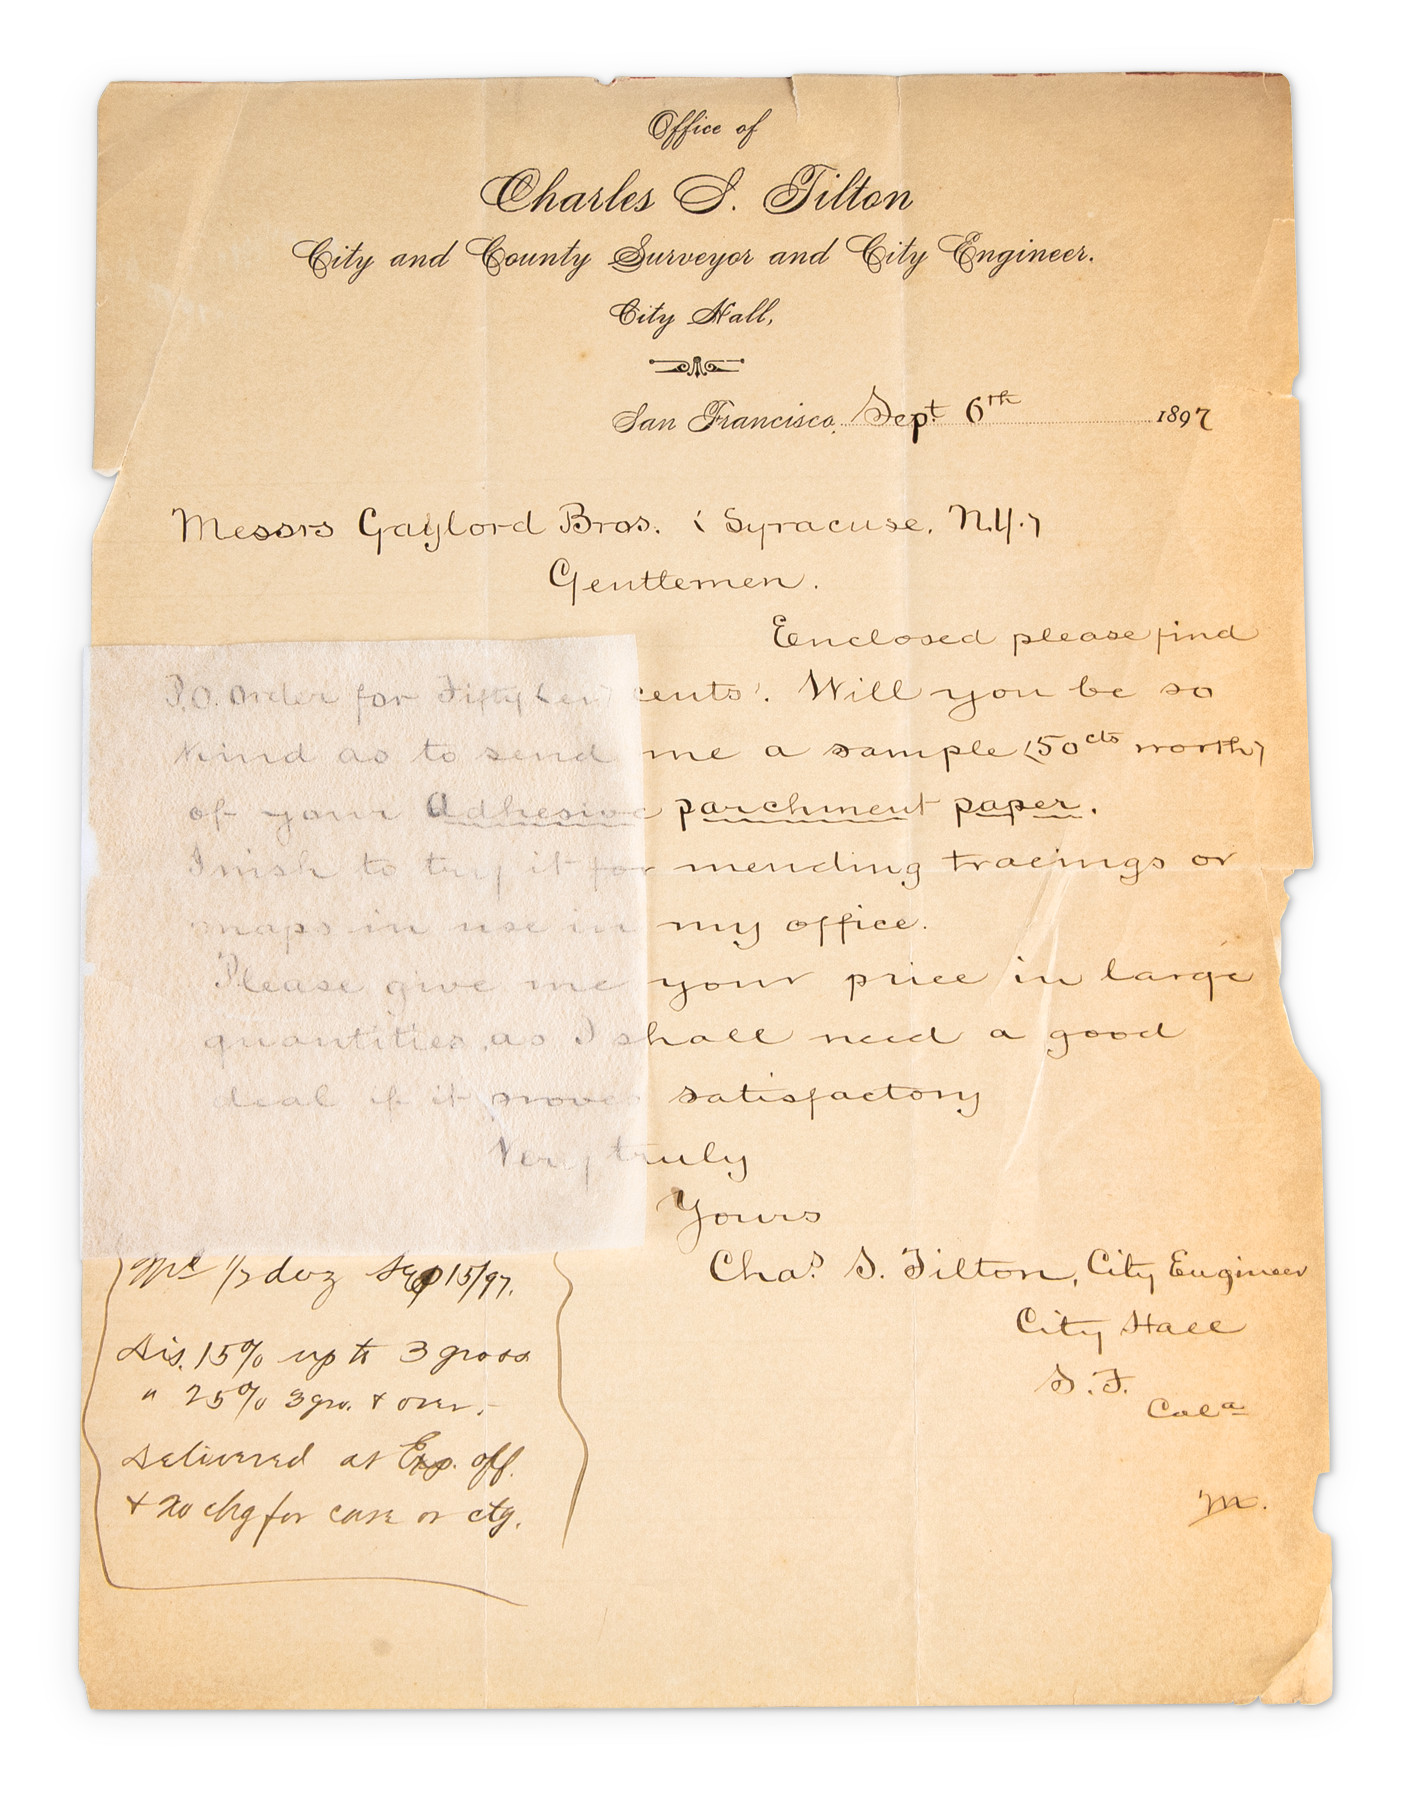 Office of
Charles S. Tilton
City and County Surveyor and City Engineer.
City Hall,
San Francisco, Sept. 6th 1897
Messrs Gaylord Bros. (Syracuse, N.Y.)
Gentlemen.
Enclosed please find
P.O. order for Fifty cents. Will you be so
kind as to send me a sample (50cts worth)
of your Adhesive parchment paper.
I wish to try it for mending tracings or
maps in use in my office.
Please give me your price in large
quantities, as I shall need a good
deal if it proves satisfactory
Very truly
Yours
Chas. S. Tilton, City Engineer
City Hall
S.F.
Cala
M.
1/2 doz Sep 15/97.
Dis. 15% up to 3 gross
" 25% 3 gro. & over.
Delivered at Exp. off.
& no chg for case or ctg.